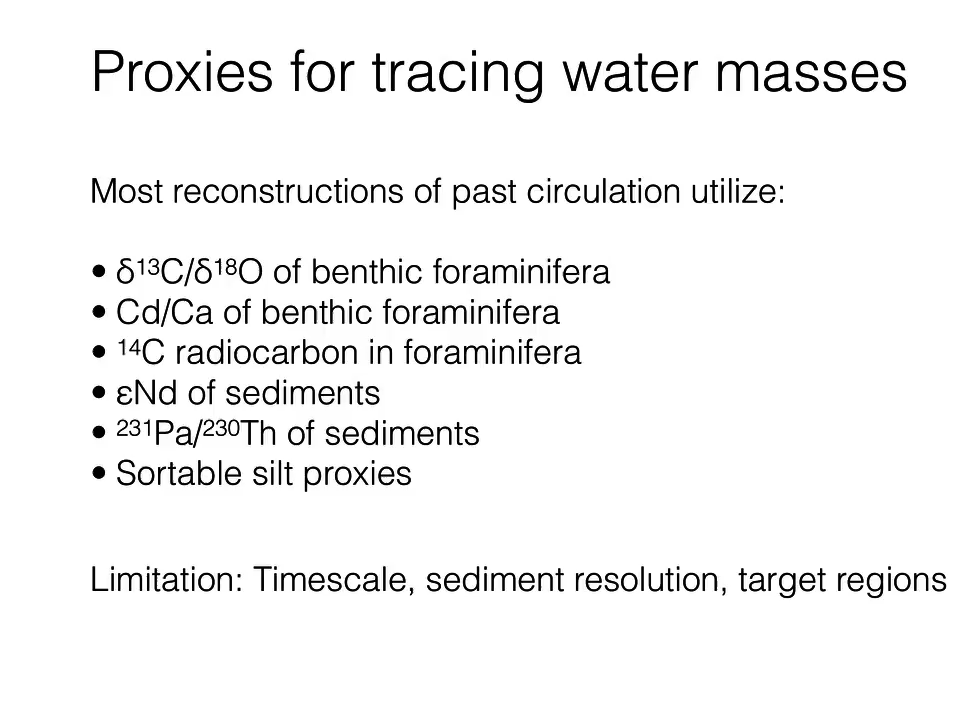 Proxies for tracing water masses
Most reconstructions of past circulation utilize:
• δ¹³C/δ¹⁸O of benthic foraminifera
• Cd/Ca of benthic foraminifera
• ¹⁴C radiocarbon in foraminifera
• εNd of sediments
• ²³¹Pa/²³⁰Th of sediments
• Sortable silt proxies
Limitation: Timescale, sediment resolution, target regions